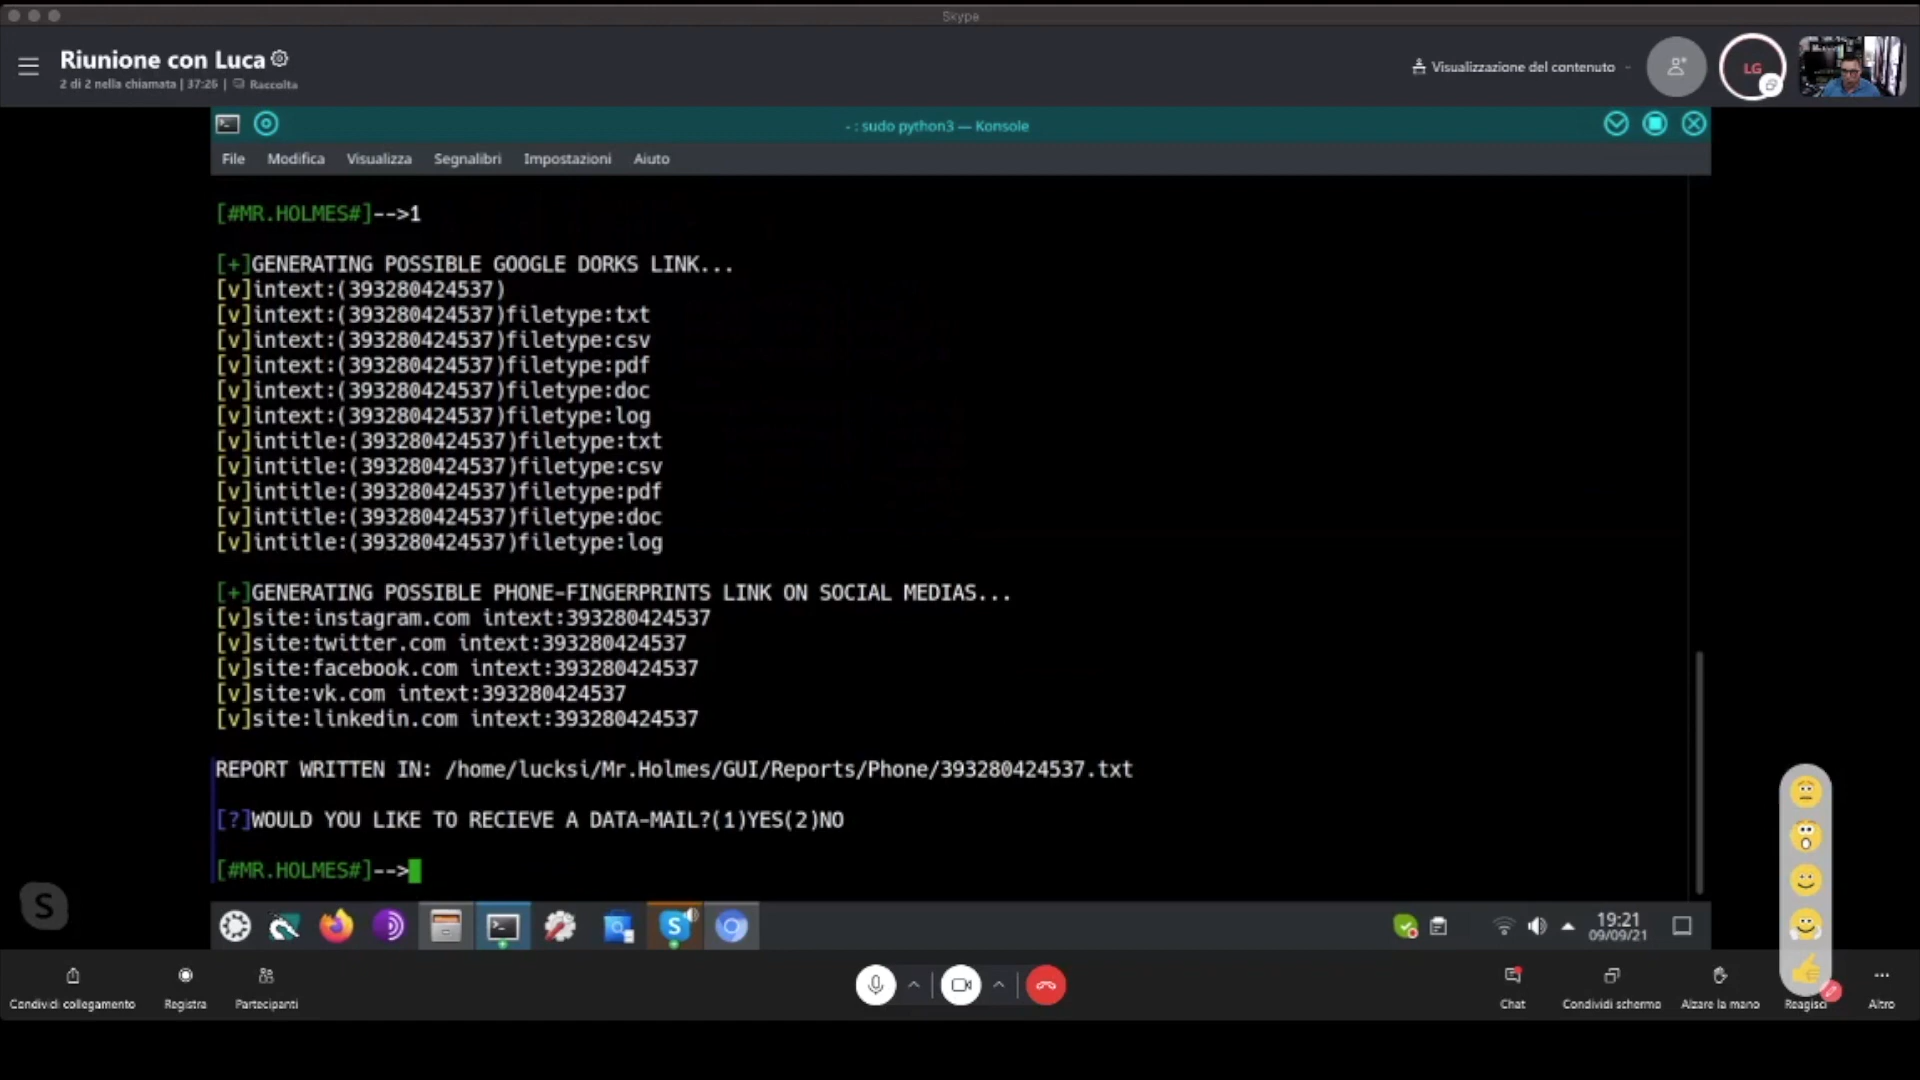 Skype
Riunione con Luca
2 di 2 nella chiamata | 37:26 | Raccolta
Visualizzazione del contenuto
LG
- : sudo python3 — Konsole
File Modifica Visualizza Segnalibri Impostazioni Aiuto
[#MR.HOLMES#]-->1
[+]GENERATING POSSIBLE GOOGLE DORKS LINK...
[v]intext:(393280424537)
[v]intext:(393280424537)filetype:txt
[v]intext:(393280424537)filetype:csv
[v]intext:(393280424537)filetype:pdf
[v]intext:(393280424537)filetype:doc
[v]intext:(393280424537)filetype:log
[v]intitle:(393280424537)filetype:txt
[v]intitle:(393280424537)filetype:csv
[v]intitle:(393280424537)filetype:pdf
[v]intitle:(393280424537)filetype:doc
[v]intitle:(393280424537)filetype:log
[+]GENERATING POSSIBLE PHONE-FINGERPRINTS LINK ON SOCIAL MEDIAS...
[v]site:instagram.com intext:393280424537
[v]site:twitter.com intext:393280424537
[v]site:facebook.com intext:393280424537
[v]site:vk.com intext:393280424537
[v]site:linkedin.com intext:393280424537
REPORT WRITTEN IN: /home/lucksi/Mr.Holmes/GUI/Reports/Phone/393280424537.txt
[?]WOULD YOU LIKE TO RECIEVE A DATA-MAIL?(1)YES(2)NO
[#MR.HOLMES#]-->
S
S
19:21
09/09/21
Condividi collegamento Registra Partecipanti Chat Condividi schermo Alzare la mano Reagisci Altro